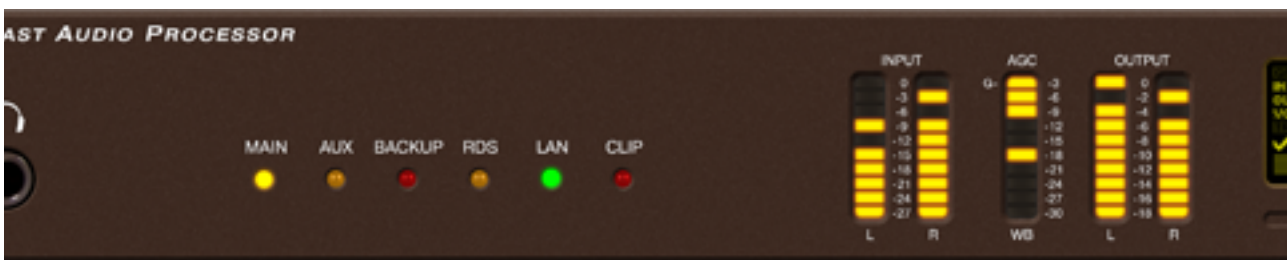 AST AUDIO PROCESSOR
INPUT AGC OUTPUT
MAIN AUX BACKUP RDS LAN CLIP
0 G- -3 0
-3 -6 -2
-6 -9 -4
-9 -12 -6
-12 -15 -8
-15 -18 -10
-18 -21 -12
-21 -24 -14
-24 -27 -16
-27 -30 -18
L R WB L R